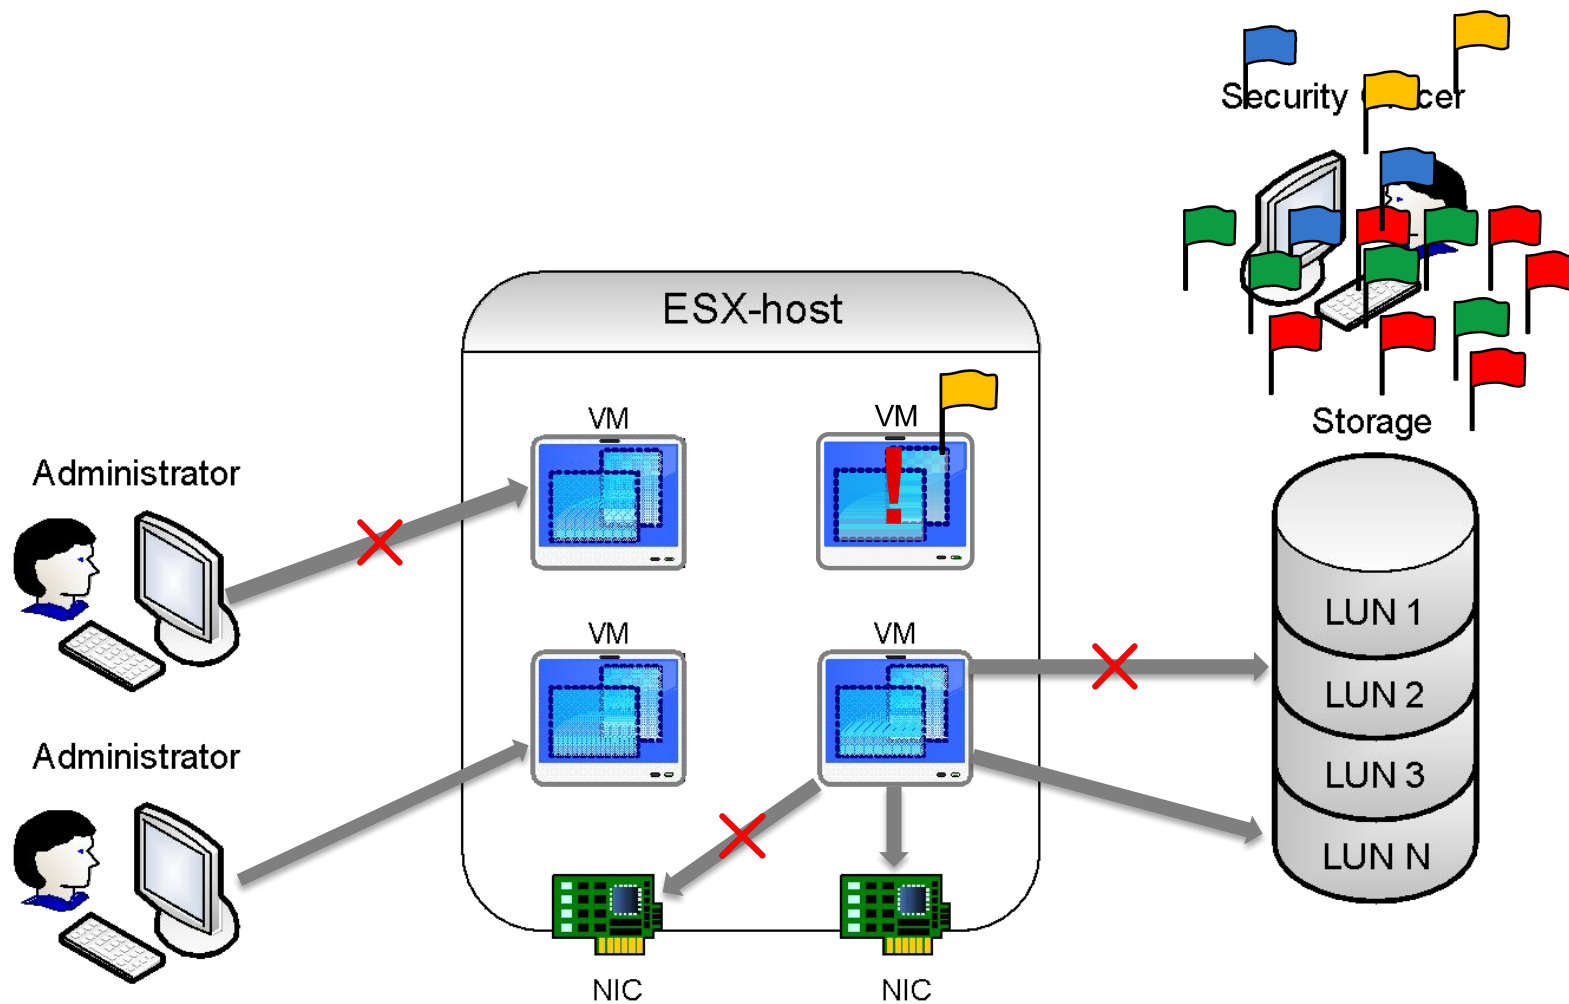 Security
ESX-host
VM
VM
Storage
Administrator
LUN 1
VM
VM
LUN 2
Administrator
LUN 3
LUN N
NIC
NIC